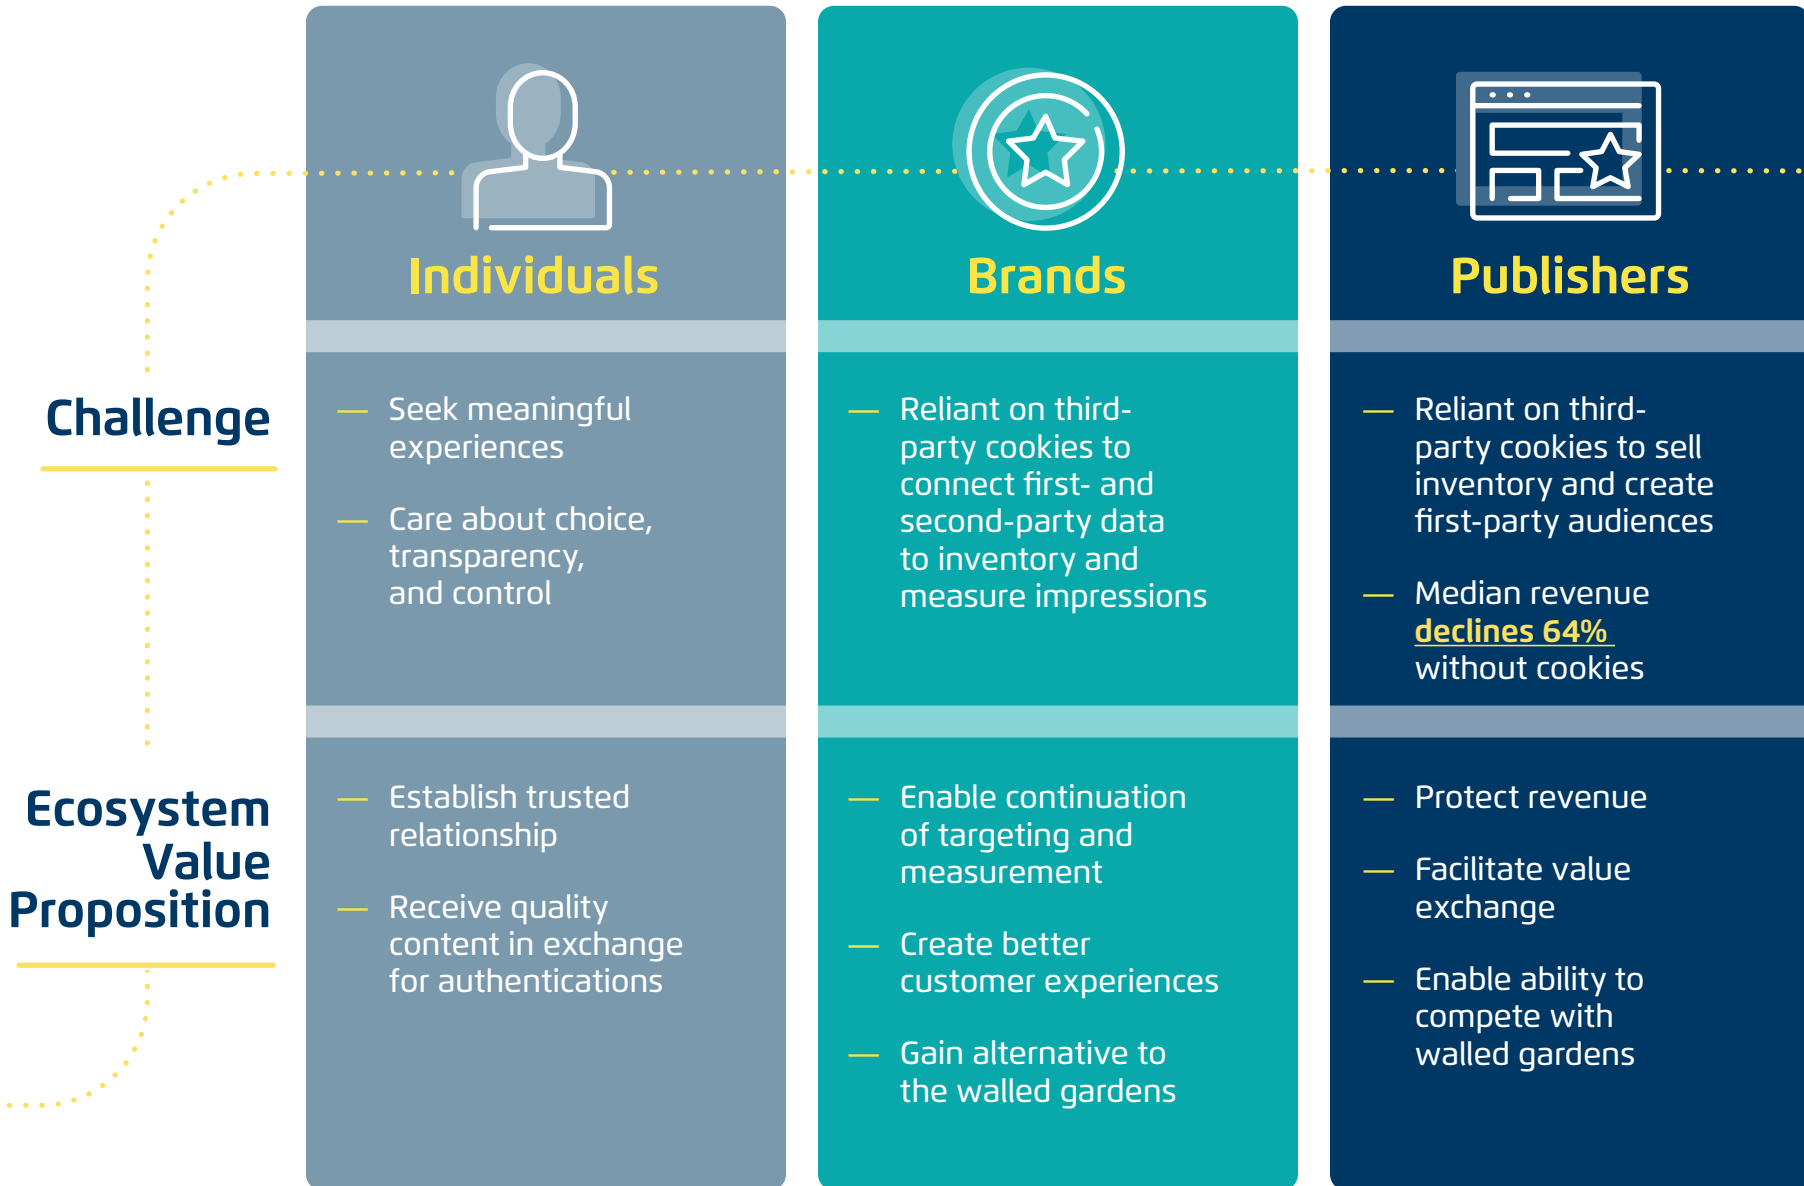 Individuals
Brands
Publishers
Challenge
— Seek meaningful
experiences
— Care about choice,
transparency,
and control
— Reliant on third-
party cookies to
connect first- and
second-party data
to inventory and
measure impressions
— Reliant on third-
party cookies to sell
inventory and create
first-party audiences
— Median revenue
declines 64%
without cookies
Ecosystem
Value
Proposition
— Establish trusted
relationship
— Receive quality
content in exchange
for authentications
— Enable continuation
of targeting and
measurement
— Create better
customer experiences
— Gain alternative to
the walled gardens
— Protect revenue
— Facilitate value
exchange
— Enable ability to
compete with
walled gardens